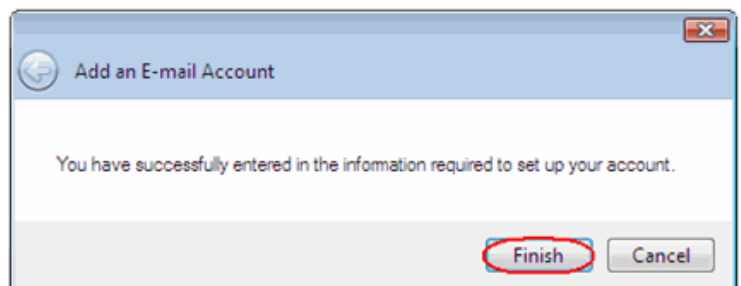 Add an E-mail Account
You have successfully entered in the information required to set up your account.
Finish Cancel